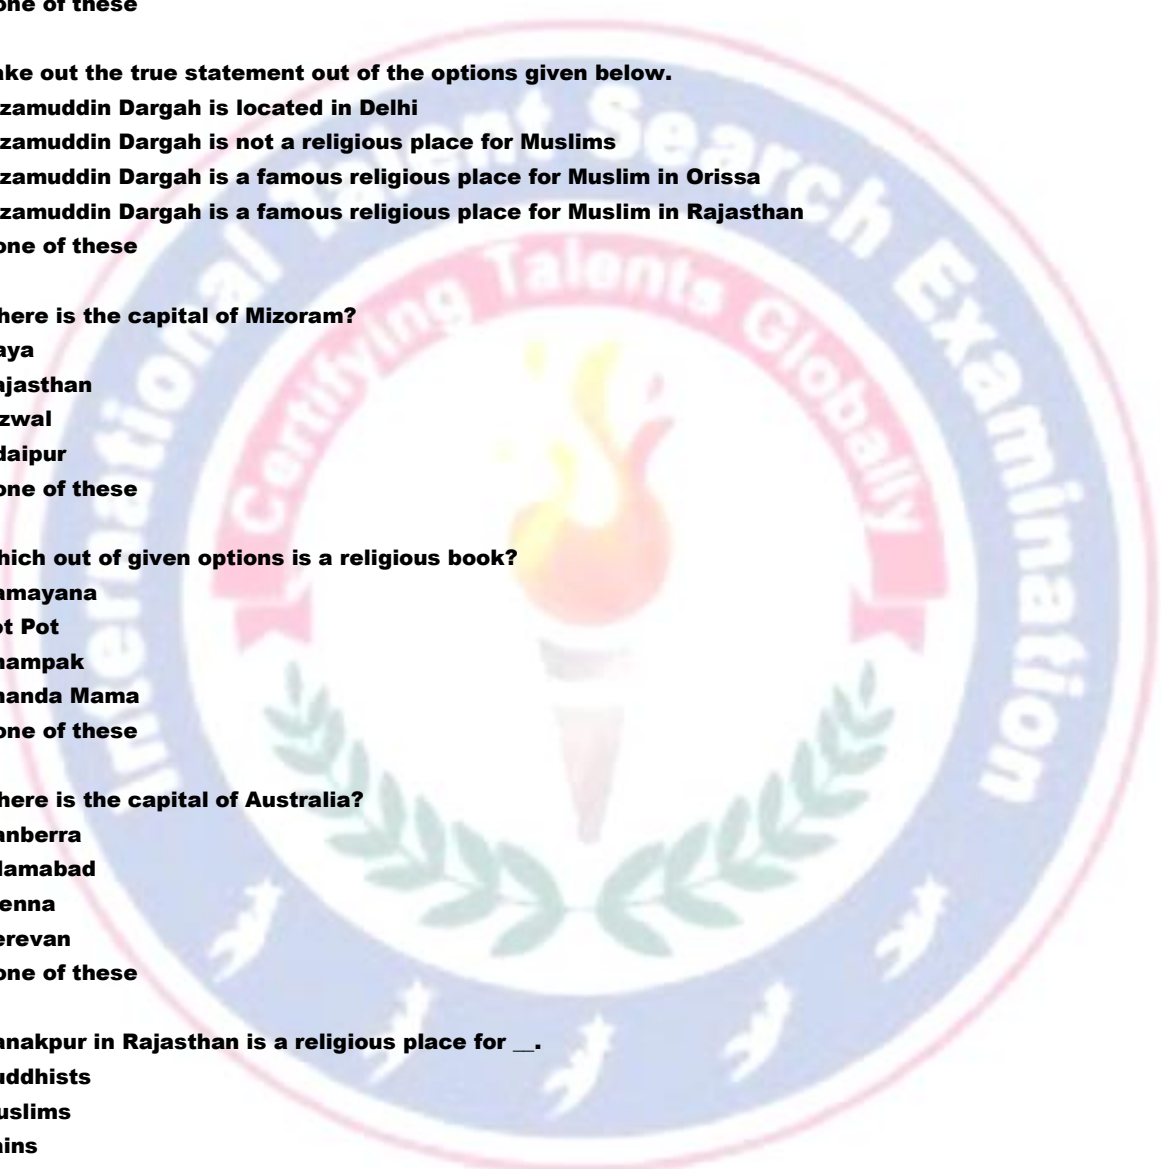 one of these
ake out the true statement out of the options given below.
zamuddin Dargah is located in Delhi
zamuddin Dargah is not a religious place for Muslims
zamuddin Dargah is a famous religious place for Muslim in Orissa
zamuddin Dargah is a famous religious place for Muslim in Rajasthan
one of these
here is the capital of Mizoram?
aya
ajasthan
zwal
daipur
one of these
hich out of given options is a religious book?
amayana
ot Pot
hampak
handa Mama
one of these
here is the capital of Australia?
anberra
lamabad
enna
erevan
one of these
anakpur in Rajasthan is a religious place for __.
uddhists
uslims
ains
International Talent Search Examination
Certifying Talents Globally